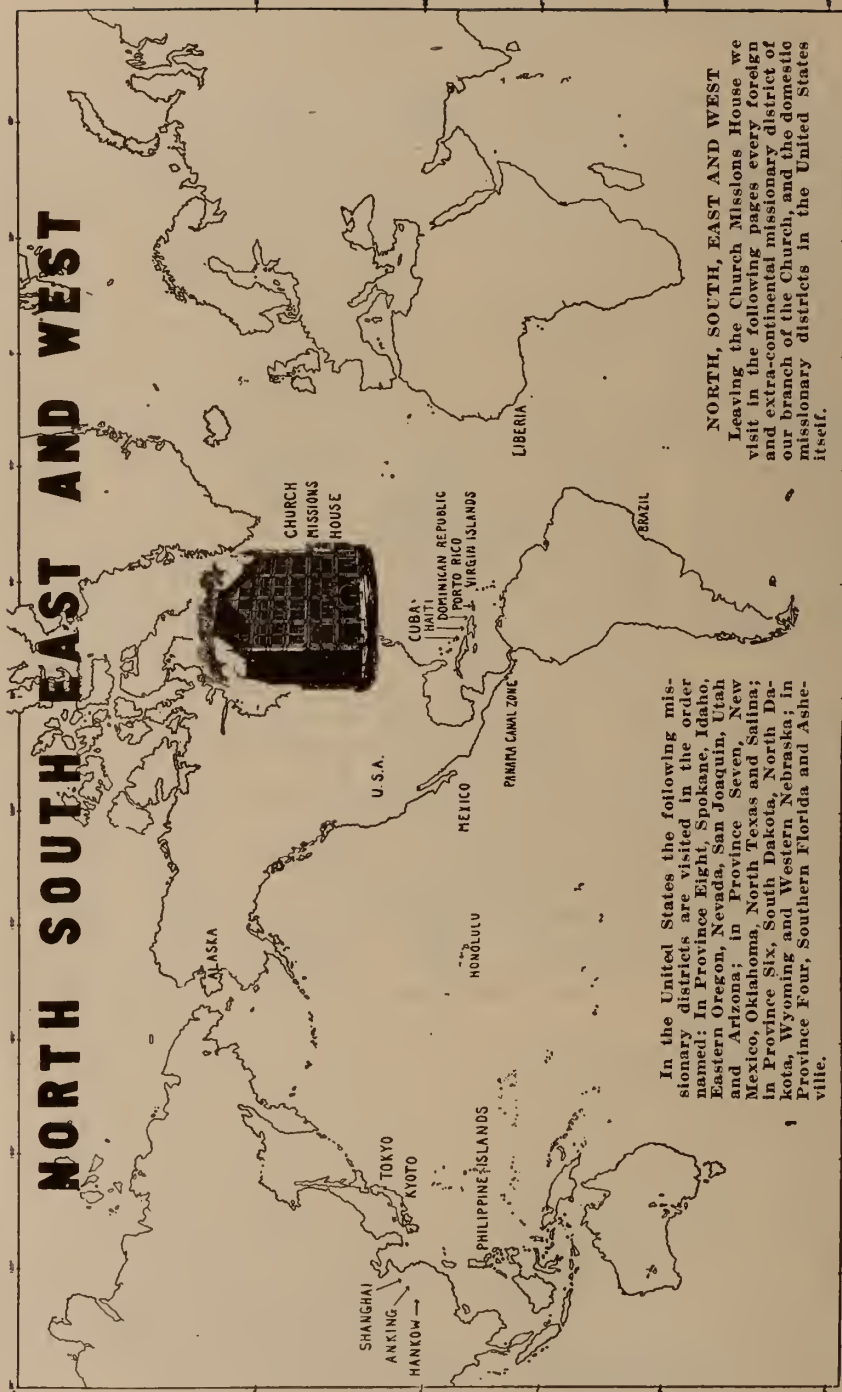 NORTH SOUTH EAST AND WEST
ALASKA
U.S.A.
CHURCH
MISSIONS
HOUSE
SHANGHAI
ANKING
HANKOW
TOKYO
KYOTO
PHILIPPINE ISLANDS
HONOLULU
MEXICO
PANAMA CANAL ZONE
CUBA
HAITI
DOMINICAN REPUBLIC
PORTO RICO
VIRGIN ISLANDS
LIBERIA
BRAZIL
In the United States the following mis-
sionary districts are visited in the order
named: In Province Eight, Spokane, Idaho,
Eastern Oregon, Nevada, San Joaquin, Utah
and Arizona; in Province Seven, New
Mexico, Oklahoma, North Texas and Salina;
in Province Six, South Dakota, North Da-
kota, Wyoming and Western Nebraska; in
Province Four, Southern Florida and Ashe-
ville.
NORTH, SOUTH, EAST AND WEST
Leaving the Church Missions House we
visit in the following pages every foreign
and extra-continental missionary district of
our branch of the Church, and the domestic
missionary districts in the United States
itself.